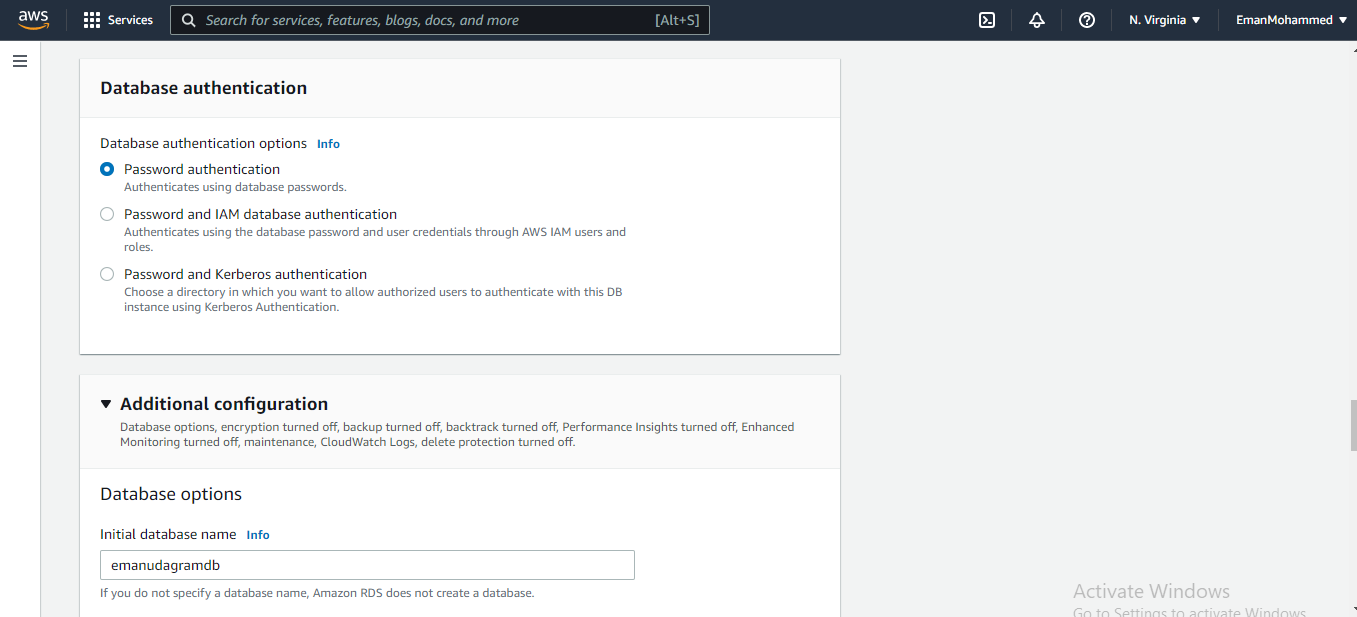 aws
Services
Search for services, features, blogs, docs, and more
[Alt+S]
N. Virginia ▼
EmanMohammed ▼
Database authentication
Database authentication options Info
Password authentication
Authenticates using database passwords.
Password and IAM database authentication
Authenticates using the database password and user credentials through AWS IAM users and
roles.
Password and Kerberos authentication
Choose a directory in which you want to allow authorized users to authenticate with this DB
instance using Kerberos Authentication.
Additional configuration
Database options, encryption turned off, backup turned off, backtrack turned off, Performance Insights turned off, Enhanced
Monitoring turned off, maintenance, CloudWatch Logs, delete protection turned off.
Database options
Initial database name Info
emanudagramdb
If you do not specify a database name, Amazon RDS does not create a database.
Activate Windows
Go to Settings to activate Windows.